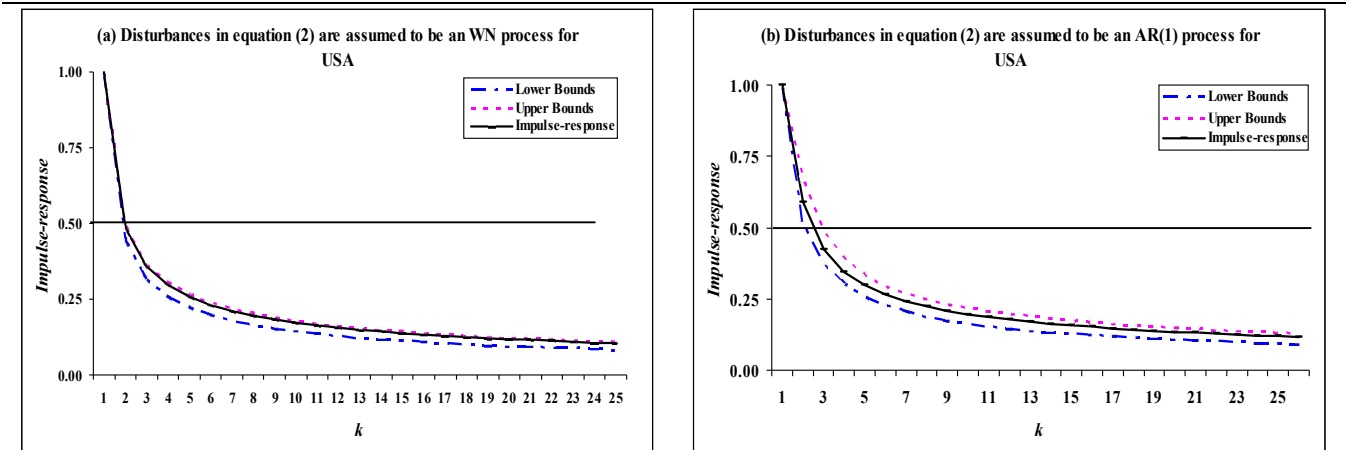 (a) Disturbances in equation (2) are assumed to be an WN process for
USA
Lower Bounds
Upper Bounds
Impulse-response
1.00
0.75
0.50
0.25
0.00
Impulse-response
1 2 3 4 5 6 7 8 9 10 11 12 13 14 15 16 17 18 19 20 21 22 23 24 25
k
(b) Disturbances in equation (2) are assumed to be an AR(1) process for
USA
Lower Bounds
Upper Bounds
Impulse-response
1.00
0.75
0.50
0.25
0.00
Impulse-response
1 3 5 7 9 11 13 15 17 19 21 23 25
k